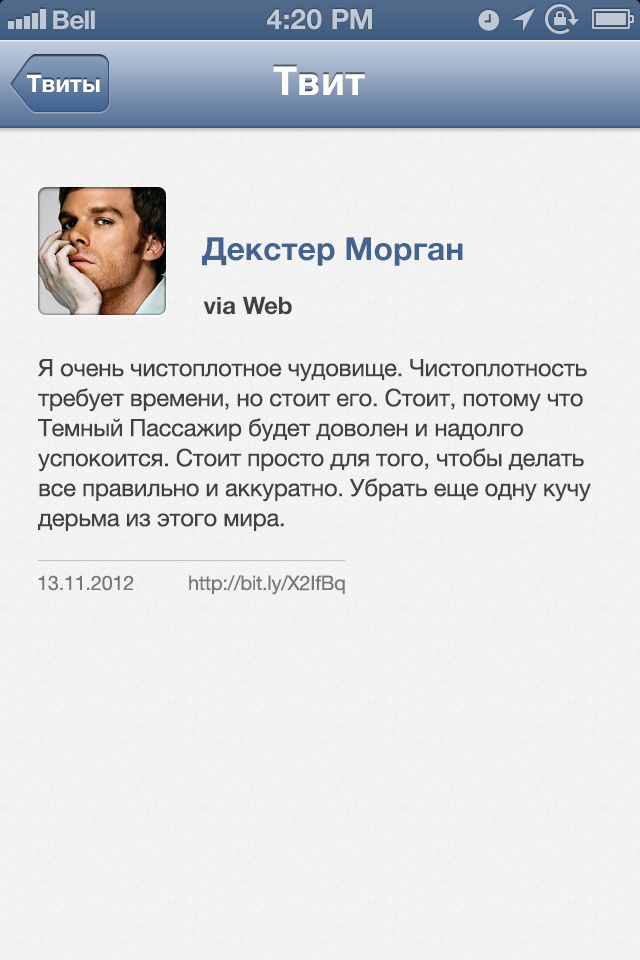 Bell 4:20 PM
Твиты Твит
Декстер Морган
via Web
Я очень чистоплотное чудовище. Чистоплотность
требует времени, но стоит его. Стоит, потому что
Темный Пассажир будет доволен и надолго
успокоится. Стоит просто для того, чтобы делать
все правильно и аккуратно. Убрать еще одну кучу
дерьма из этого мира.
13.11.2012 http://bit.ly/X2IfBq